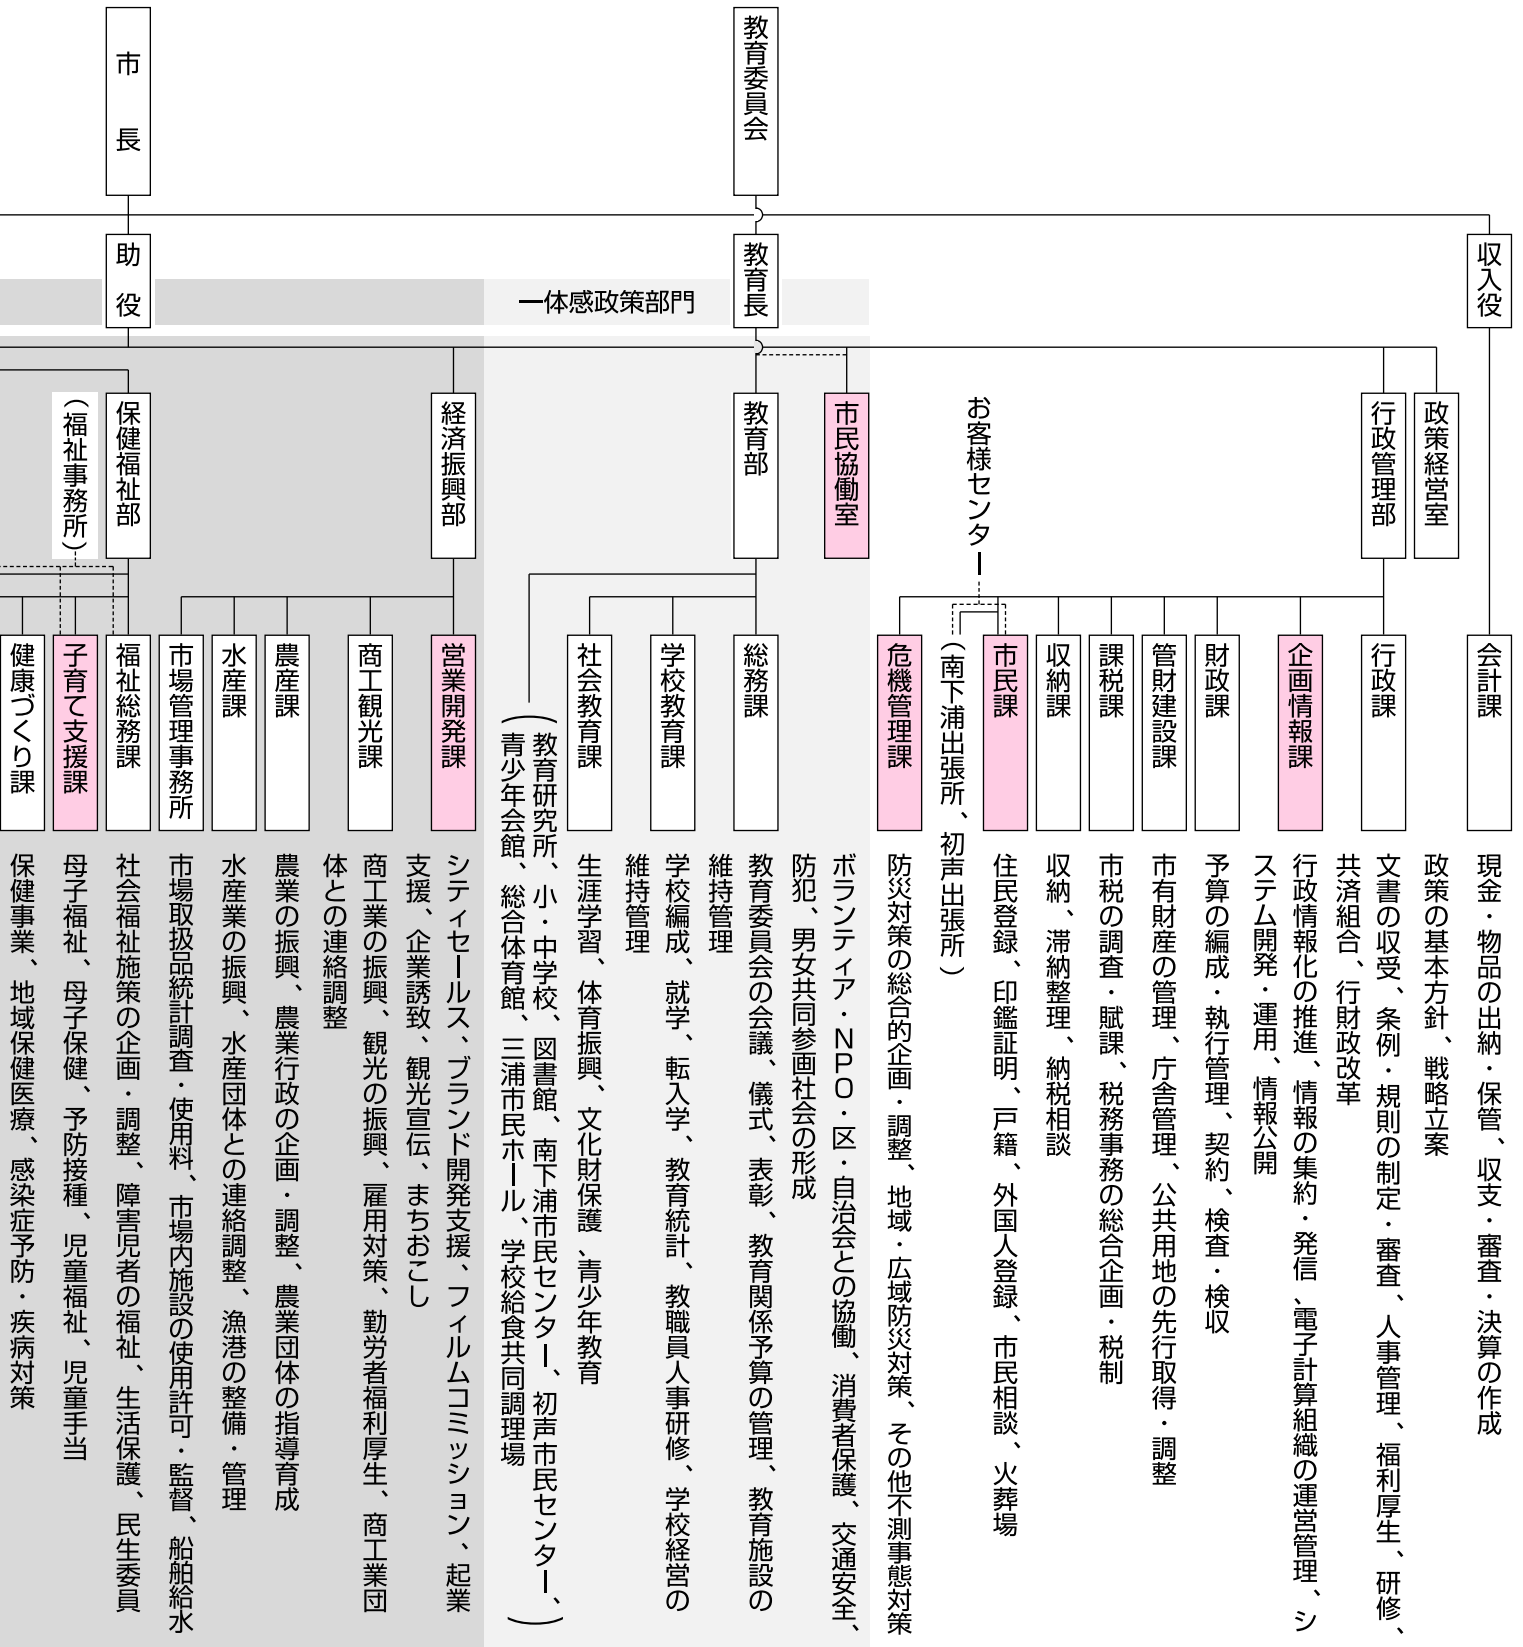 教育委員会
市長
収入役
教育長
助役
一体感政策部門
政策経営室
行政管理部
お客様センター
市民協働室
教育部
経済振興部
保健福祉部
（福祉事務所）
会計課
行政課
企画情報課
財政課
管財建設課
課税課
収納課
市民課
（南下浦出張所、初声出張所）
危機管理課
総務課
学校教育課
社会教育課
（教育研究所、小・中学校、図書館、南下浦市民センター、初声市民センター、
青少年会館、総合体育館、三浦市民ホール、学校給食共同調理場）
営業開発課
商工観光課
農産課
水産課
市場管理事務所
福祉総務課
子育て支援課
健康づくり課
現金・物品の出納・保管、収支・審査・決算の作成
政策の基本方針、戦略立案
文書の収受、条例・規則の制定・審査、人事管理、福利厚生、研修、
共済組合、行財政改革
行政情報化の推進、情報の集約・発信、電子計算組織の運営管理、シ
ステム開発・運用、情報公開
予算の編成・執行管理、契約、検査・検収
市有財産の管理、庁舎管理、公共用地の先行取得・調整
市税の調査・賦課、税務事務の総合企画・税制
収納、滞納整理、納税相談
住民登録、印鑑証明、戸籍、外国人登録、市民相談、火葬場
防災対策の総合的企画・調整、地域・広域防災対策、その他不測事態対策
ボランティア・ＮＰＯ・区・自治会との協働、消費者保護、交通安全、
防犯、男女共同参画社会の形成
教育委員会の会議、儀式、表彰、教育関係予算の管理、教育施設の
維持管理
学校編成、就学、転入学、教育統計、教職員人事研修、学校経営の
維持管理
生涯学習、体育振興、文化財保護、青少年教育
シティセールス、ブランド開発支援、フィルムコミッション、起業
支援、企業誘致、観光宣伝、まちおこし
商工業の振興、観光の振興、雇用対策、勤労者福利厚生、商工業団
体との連絡調整
農業の振興、農業行政の企画・調整、農業団体の指導育成
水産業の振興、水産団体との連絡調整、漁港の整備・管理
市場取扱品統計調査・使用料、市場内施設の使用許可・監督、船舶給水
社会福祉施策の企画・調整、障害児者の福祉、生活保護、民生委員
母子福祉、母子保健、予防接種、児童福祉、児童手当
保健事業、地域保健医療、感染症予防・疾病対策